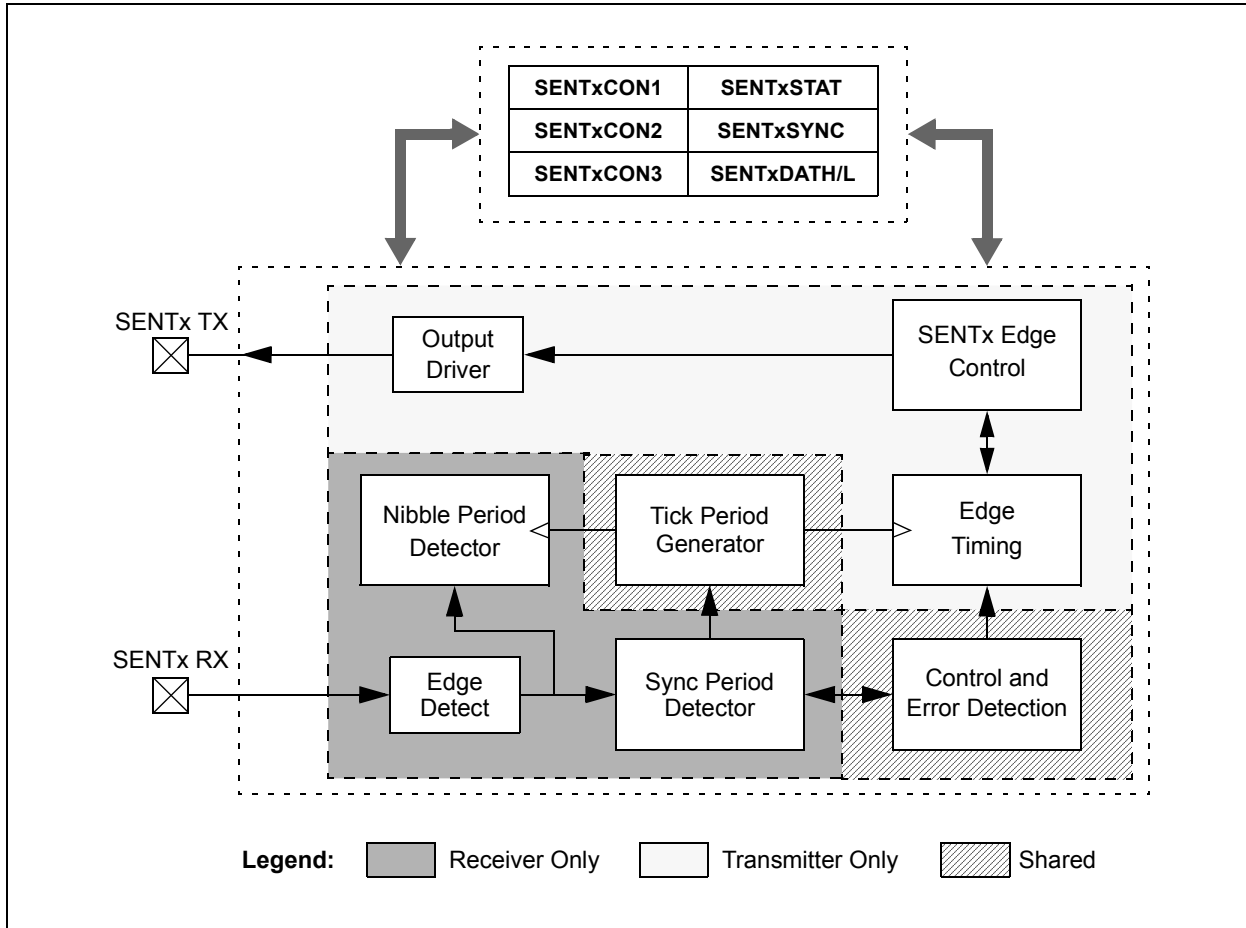 SENTxCON1 SENTxSTAT
SENTxCON2 SENTxSYNC
SENTxCON3 SENTxDATH/L
SENTx TX
Output
Driver
SENTx Edge
Control
Nibble Period
Detector
Tick Period
Generator
Edge
Timing
SENTx RX
Edge
Detect
Sync Period
Detector
Control and
Error Detection
Legend: Receiver Only Transmitter Only Shared